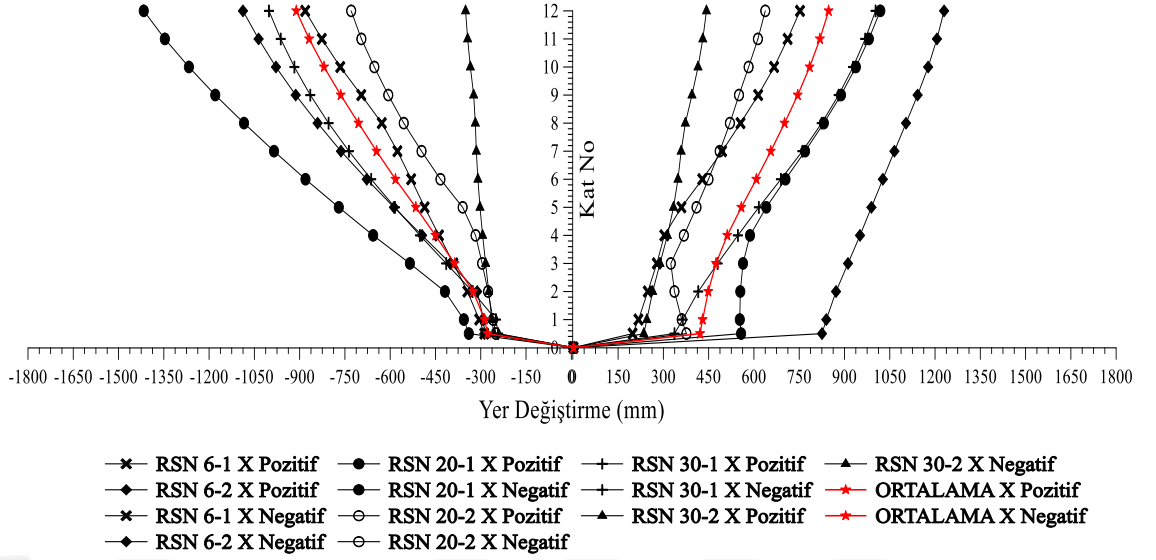 12
11
10
9
8
7
6
5
4
3
2
1
0
Kat No
-1800 -1650 -1500 -1350 -1200 -1050 -900 -750 -600 -450 -300 -150 0 150 300 450 600 750 900 1050 1200 1350 1500 1650 1800
Yer Değiştirme (mm)
RSN 6-1 X Pozitif RSN 20-1 X Pozitif RSN 30-1 X Pozitif RSN 30-2 X Negatif
RSN 6-2 X Pozitif RSN 20-1 X Negatif RSN 30-1 X Negatif ORTALAMA X Pozitif
RSN 6-1 X Negatif RSN 20-2 X Pozitif RSN 30-2 X Pozitif ORTALAMA X Negatif
RSN 6-2 X Negatif RSN 20-2 X Negatif